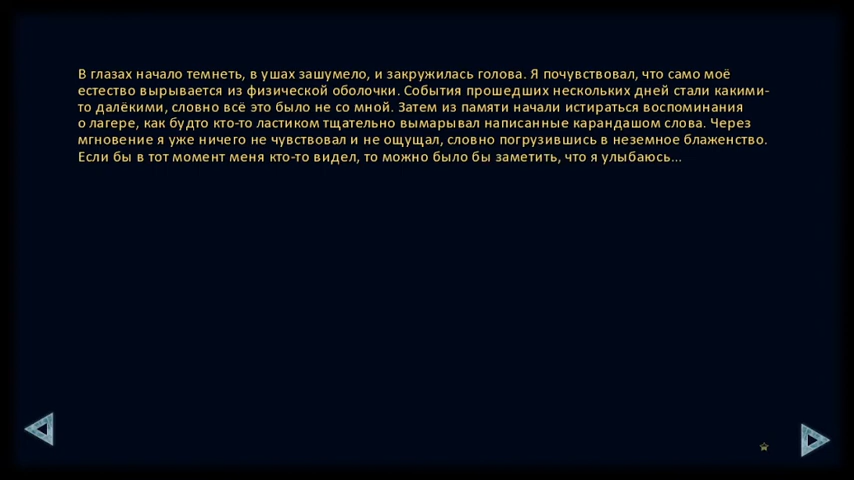 В глазах начало темнеть, в ушах зашумело, и закружилась голова. Я почувствовал, что само моё
естество вырывается из физической оболочки. События прошедших нескольких дней стали какими-
то далёкими, словно всё это было не со мной. Затем из памяти начали истираться воспоминания
о лагере, как будто кто-то ластиком тщательно вымарывал написанные карандашом слова. Через
мгновение я уже ничего не чувствовал и не ощущал, словно погрузившись в неземное блаженство.
Если бы в тот момент меня кто-то видел, то можно было бы заметить, что я улыбаюсь...